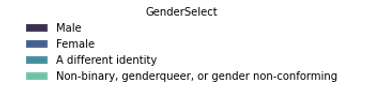 GenderSelect
Male
Female
A different identity
Non-binary, genderqueer, or gender non-conforming